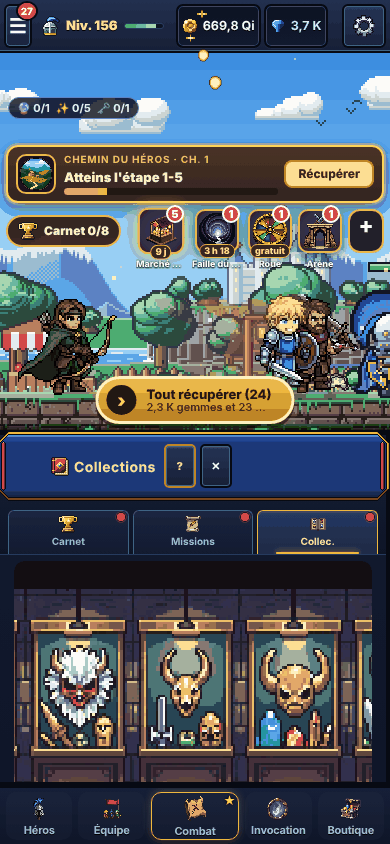 27
Niv. 156
669,8 Qi
3,7 K
0/1 0/5 0/1
CHEMIN DU HÉROS · CH. 1
Atteins l'étape 1-5
Récupérer
Carnet 0/8
5
1
1
1
9 j
3 h 18
gratuit
+
Marché ...
Faille du ...
Roue
Arène
Tout récupérer (24)
2,3 K gemmes et 23 ...
Collections
?
×
Carnet
Missions
Collec.
Héros
Équipe
Combat
Invocation
Boutique